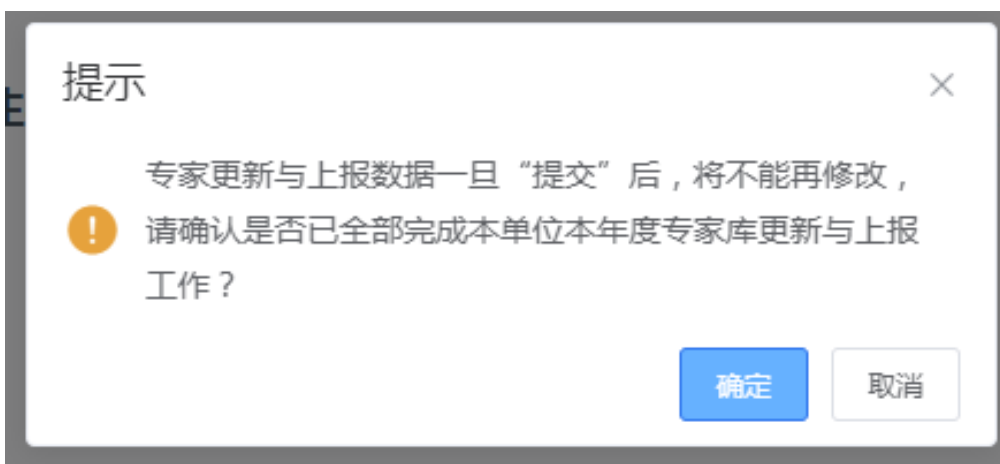 提示
专家更新与上报数据一旦“提交”后，将不能再修改，
请确认是否已全部完成本单位本年度专家库更新与上报
工作？
确定
取消